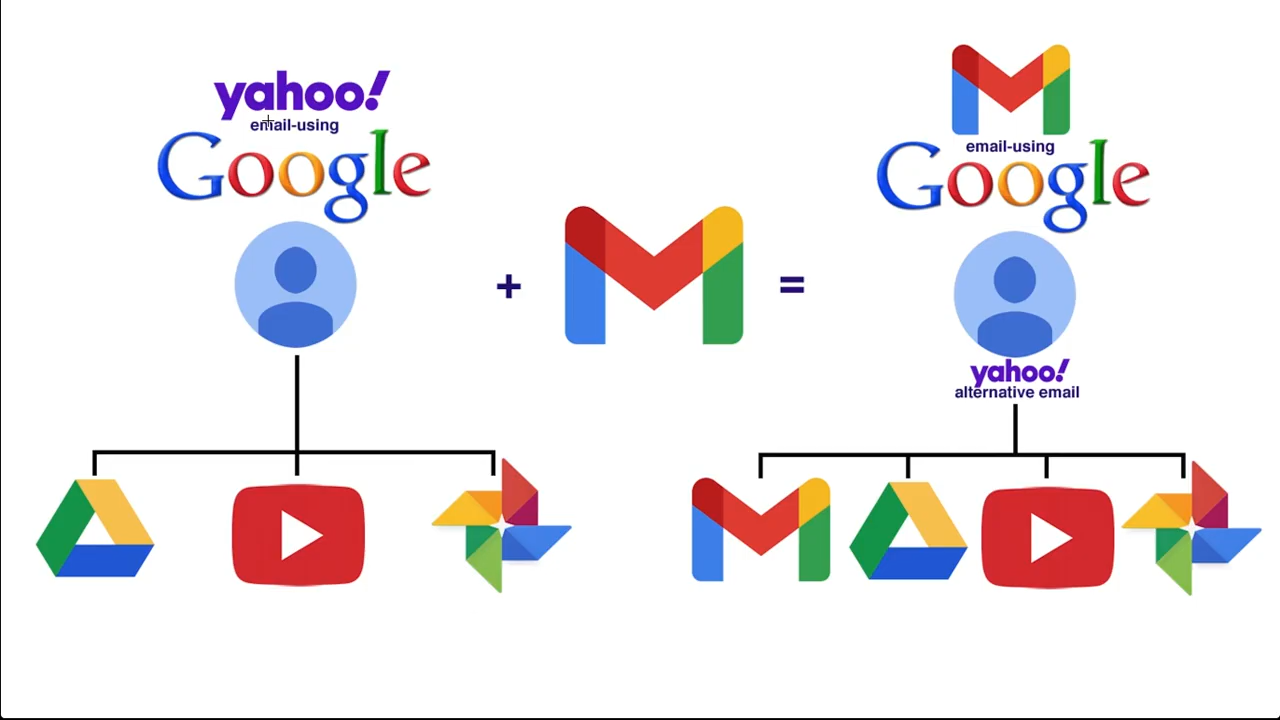 yahoo!
email-using
Google
+
=
email-using
Google
yahoo!
alternative email